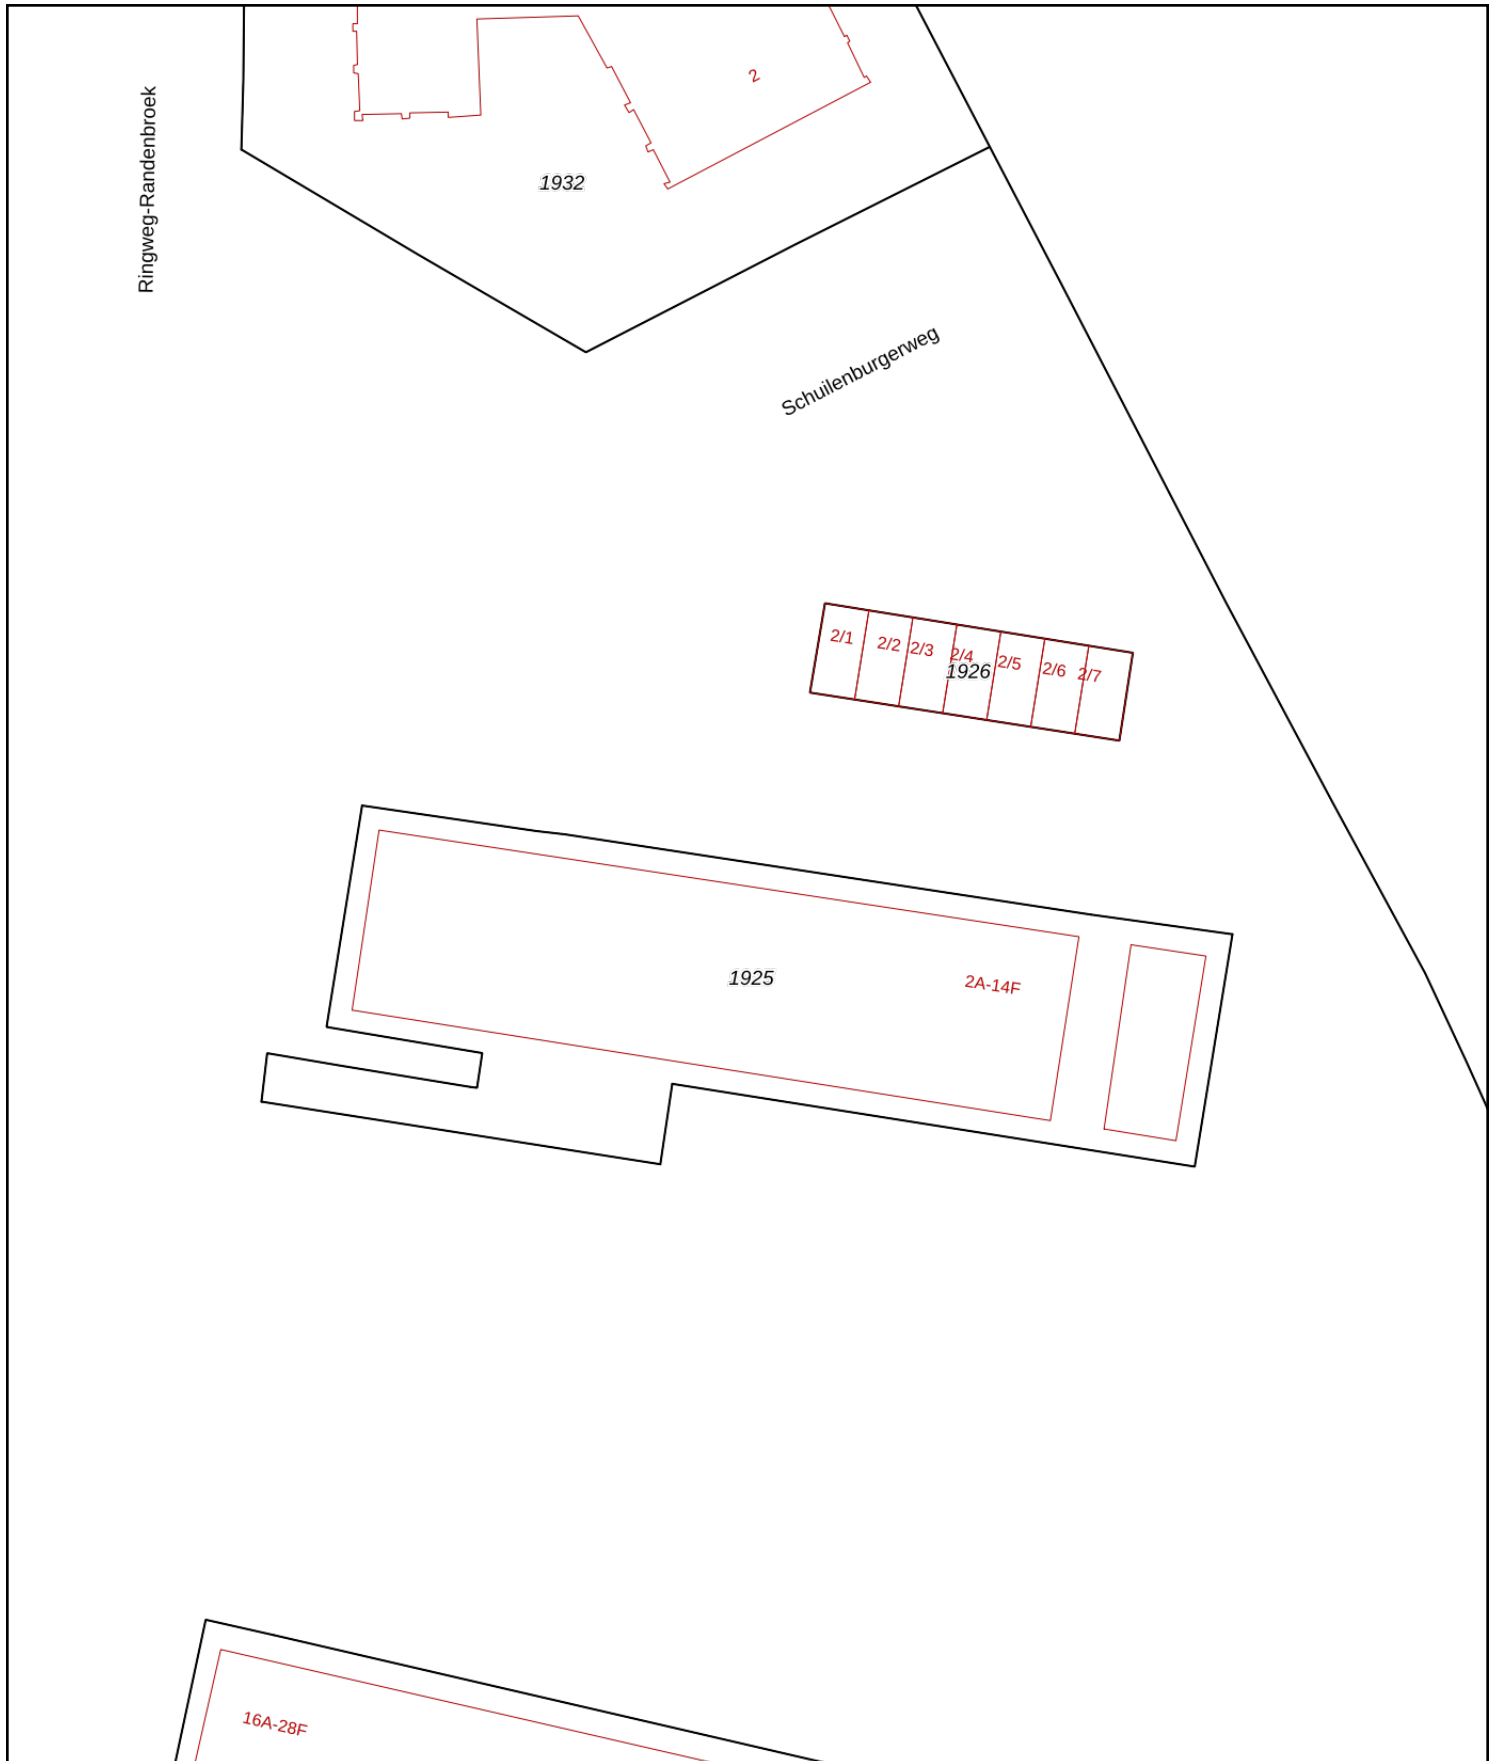 2
Ringweg-Randenbroek
1932
Schuilenburgerweg
2/1
2/2
2/3
2/4
2/5
2/6
2/7
1926
1925
2A-14F
16A-28F